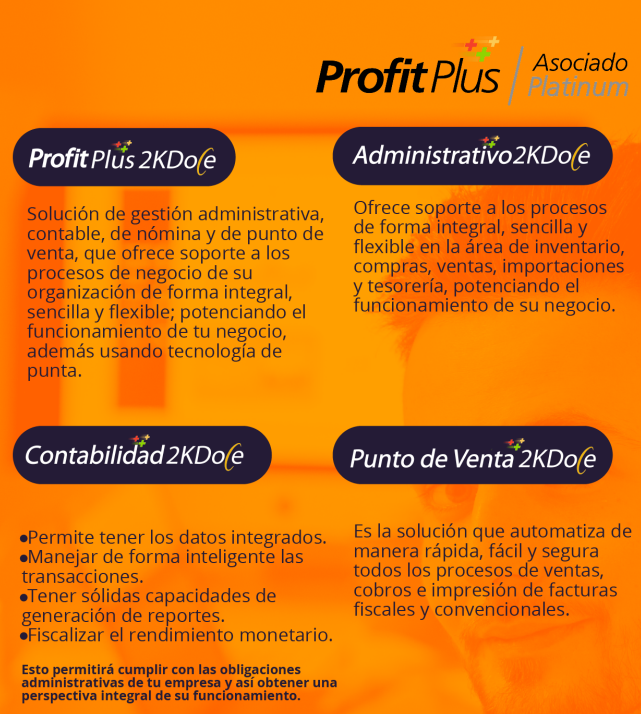 Profit Plus
Asociado
Platinum
Profit Plus 2KDoce
Solución de gestión administrativa,
contable, de nómina y de punto de
venta, que ofrece soporte a los
procesos de negocio de su
organización de forma integral,
sencilla y flexible; potenciando el
funcionamiento de tu negocio,
además usando tecnología de
punta.
Administrativo 2KDoce
Ofrece soporte a los procesos
de forma integral, sencilla y
flexible en la área de inventario,
compras, ventas, importaciones
y tesorería, potenciando el
funcionamiento de su negocio.
Contabilidad 2KDoce
●Permite tener los datos integrados.
●Manejar de forma inteligente las
transacciones.
●Tener sólidas capacidades de
generación de reportes.
●Fiscalizar el rendimiento monetario.
Esto permitirá cumplir con las obligaciones
administrativas de tu empresa y así obtener una
perspectiva integral de su funcionamiento.
Punto de Venta 2KDoce
Es la solución que automatiza de
manera rápida, fácil y segura
todos los procesos de ventas,
cobros e impresión de facturas
fiscales y convencionales.